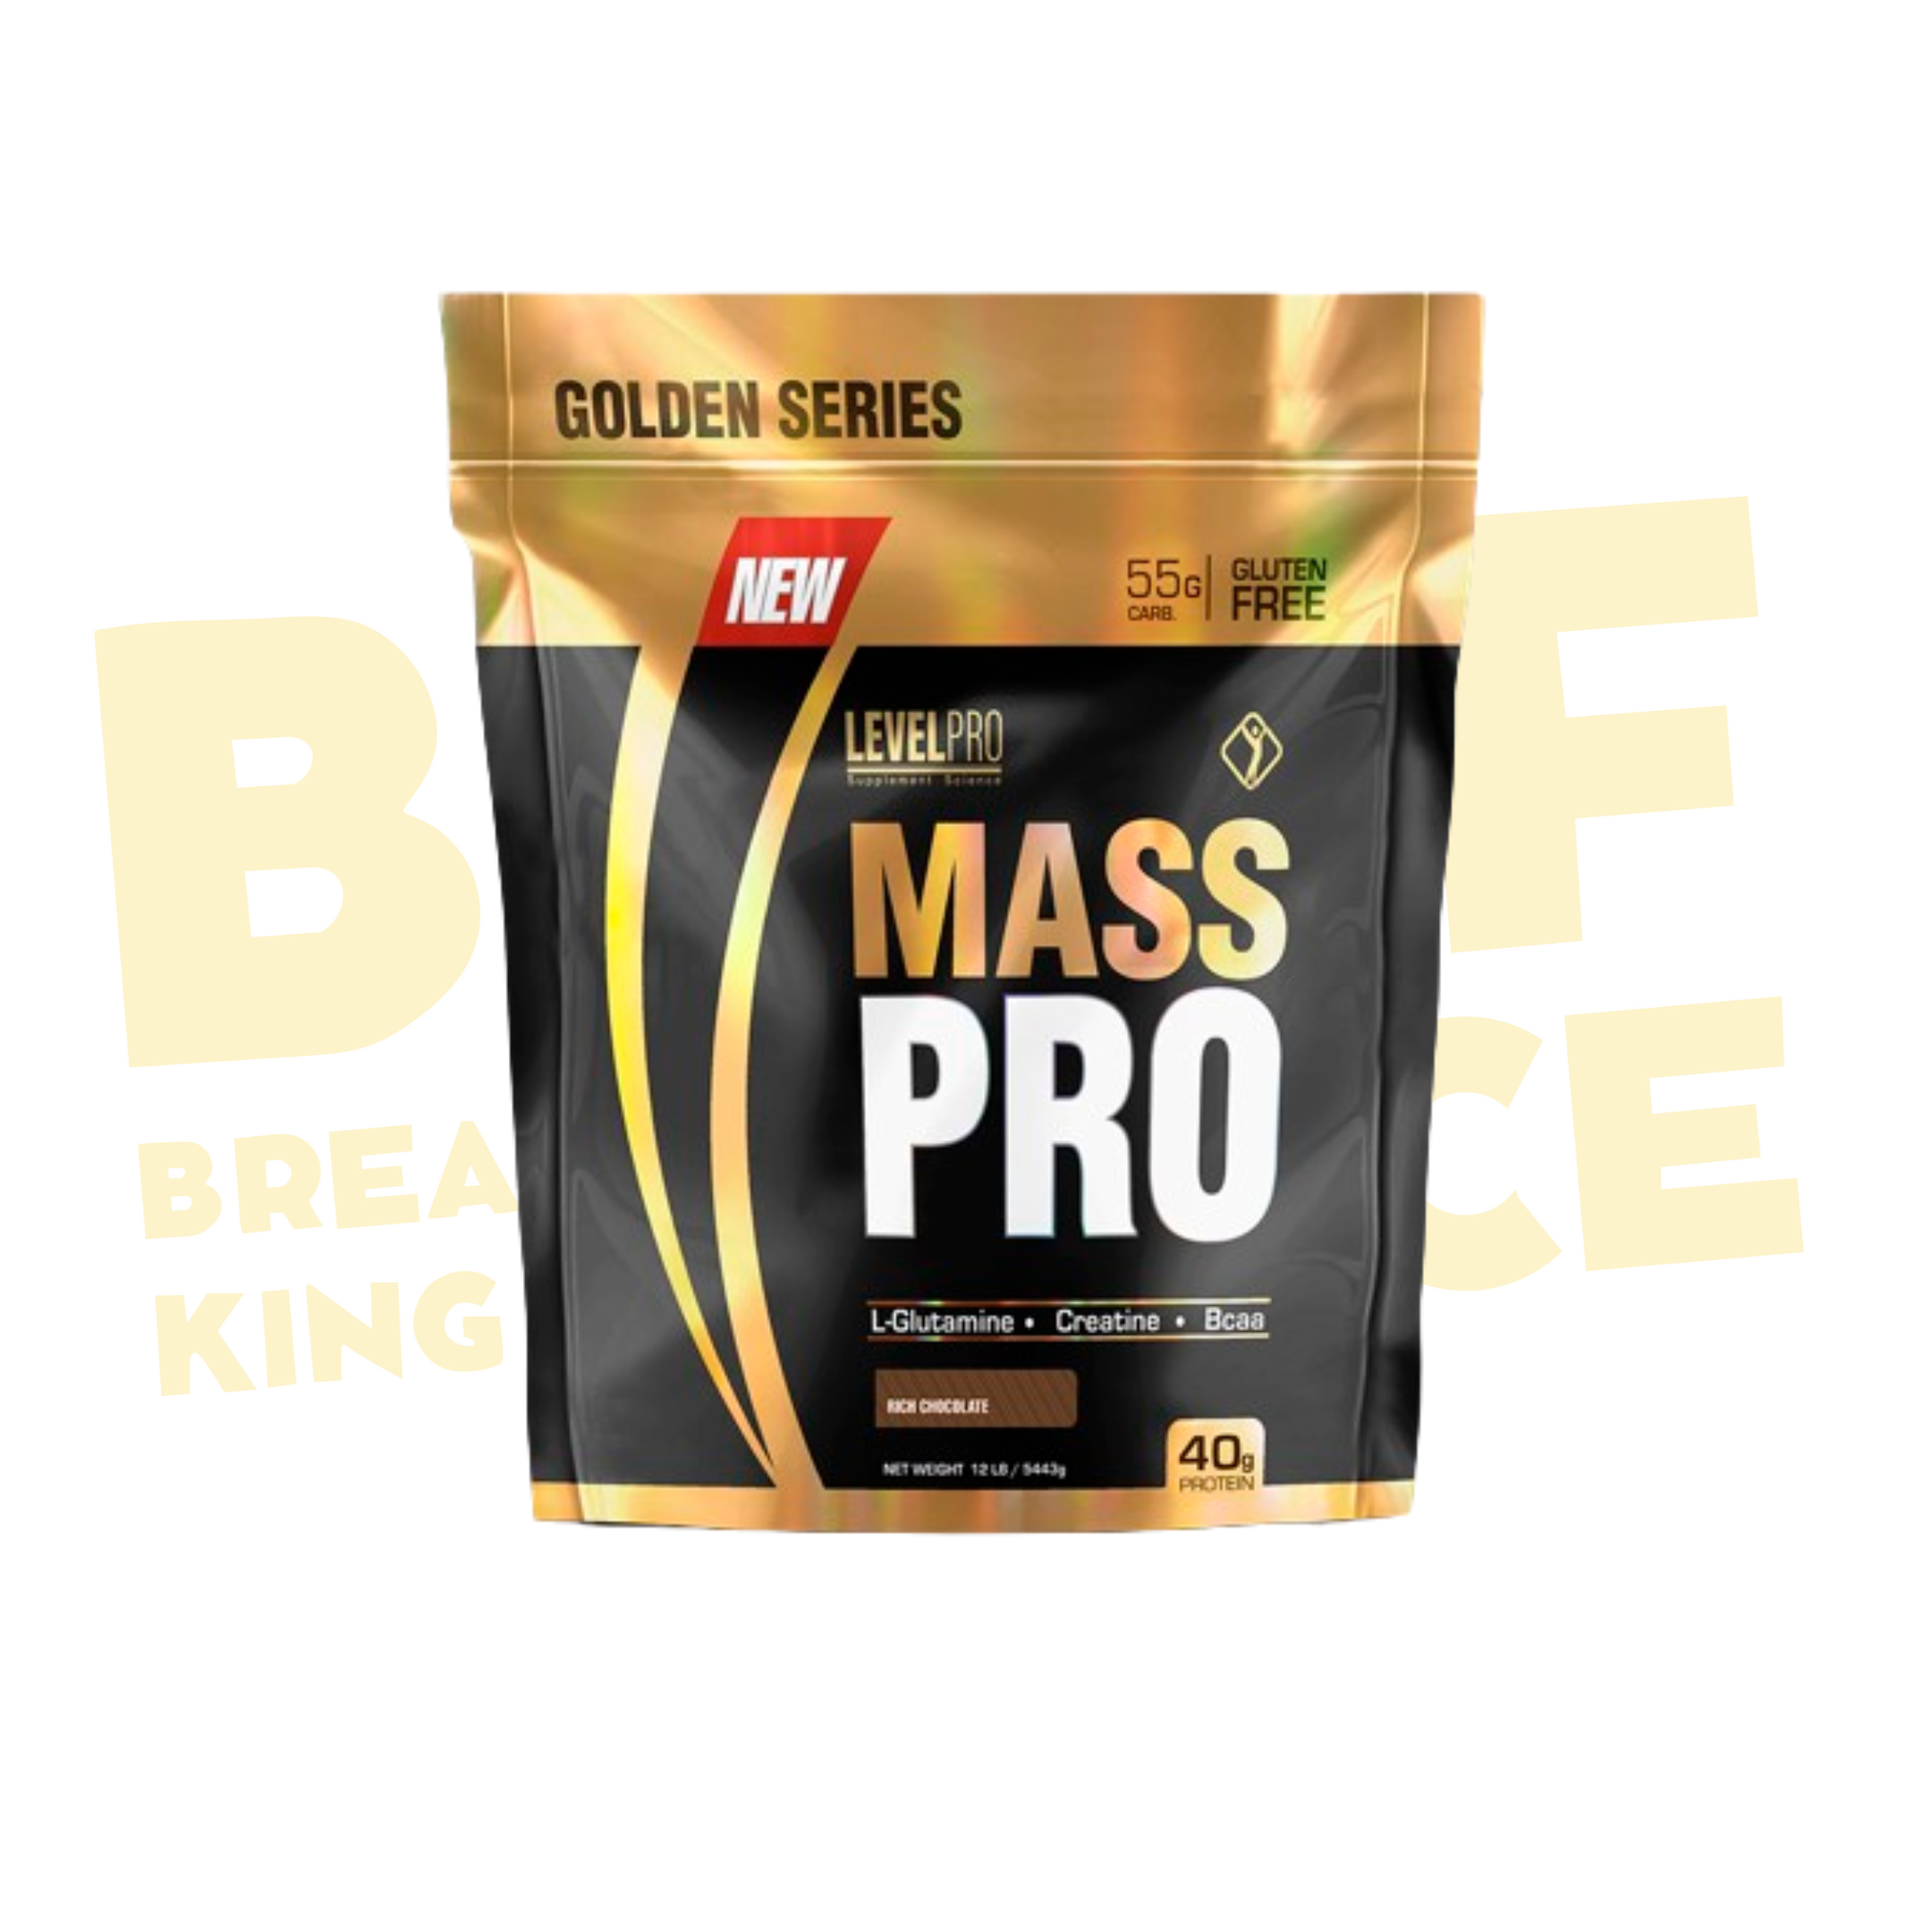 GOLDEN SERIES
NEW
55G
CARB.
GLUTEN
FREE
LEVELPRO
Supplement Science
MASS
PRO
L-Glutamine • Creatine • Bcaa
RICH CHOCOLATE
NET WEIGHT 12 LB / 5443g
40g
PROTEIN
KING